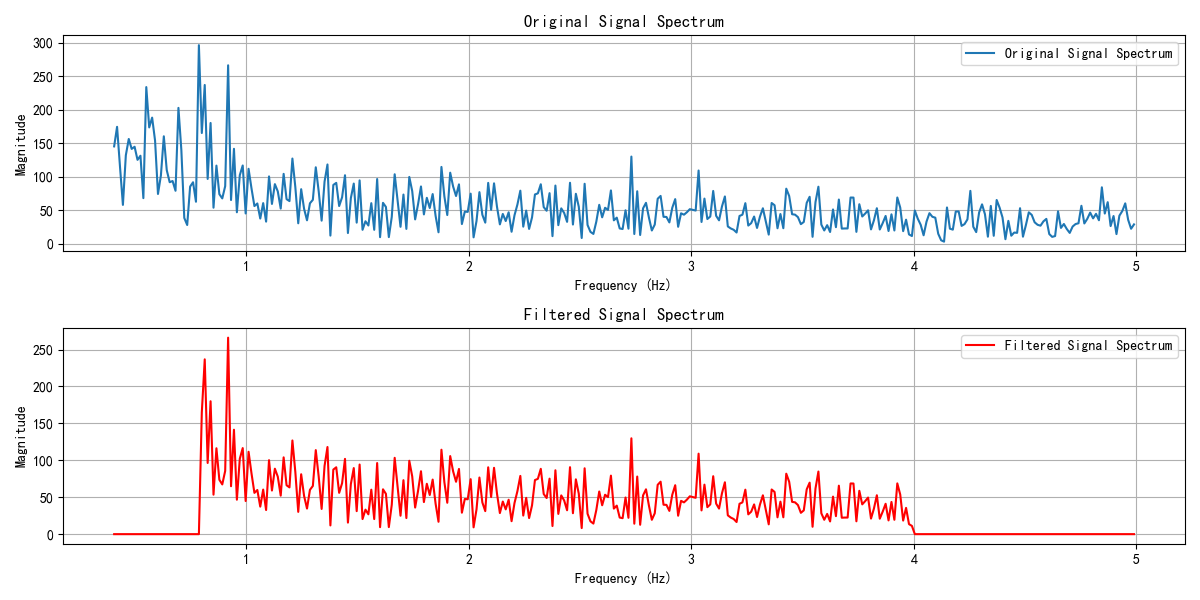 Original Signal Spectrum
Original Signal Spectrum
Magnitude
300
250
200
150
100
50
0
1
2
3
4
5
Frequency (Hz)
Filtered Signal Spectrum
Filtered Signal Spectrum
Magnitude
250
200
150
100
50
0
1
2
3
4
5
Frequency (Hz)